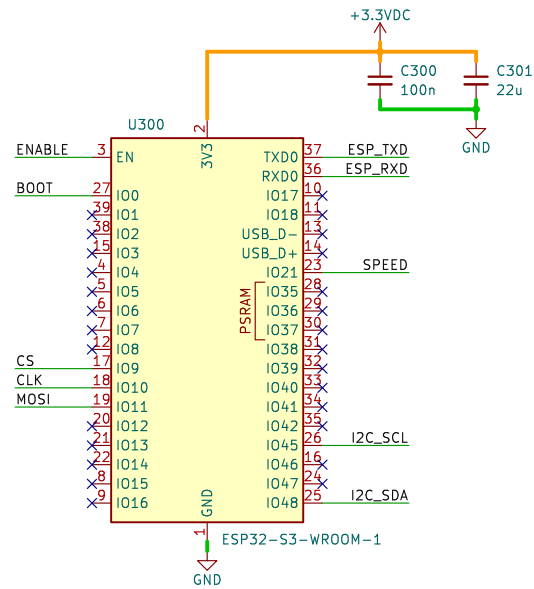 +3.3VDC
C300
100n
C301
22u
GND
U300
2
3V3
ENABLE 3 EN TXD0 37 ESP_TXD
RXD0 36 ESP_RXD
BOOT 27 IO0 IO17 10
39 IO1 IO18 11
38 IO2 USB_D- 13
15 IO3 USB_D+ 14
4 IO4 IO21 23 SPEED
5 IO5 IO35 28
6 IO6 IO36 29
7 IO7 IO37 30
PSRAM
12 IO8 IO38 31
CS 17 IO9 IO39 32
CLK 18 IO10 IO40 33
MOSI 19 IO11 IO41 34
20 IO12 IO42 35
21 IO13 IO45 26 I2C_SCL
22 IO14 IO46 16
8 IO15 IO47 24
9 IO16 IO48 25 I2C_SDA
GND
1
ESP32-S3-WROOM-1
GND